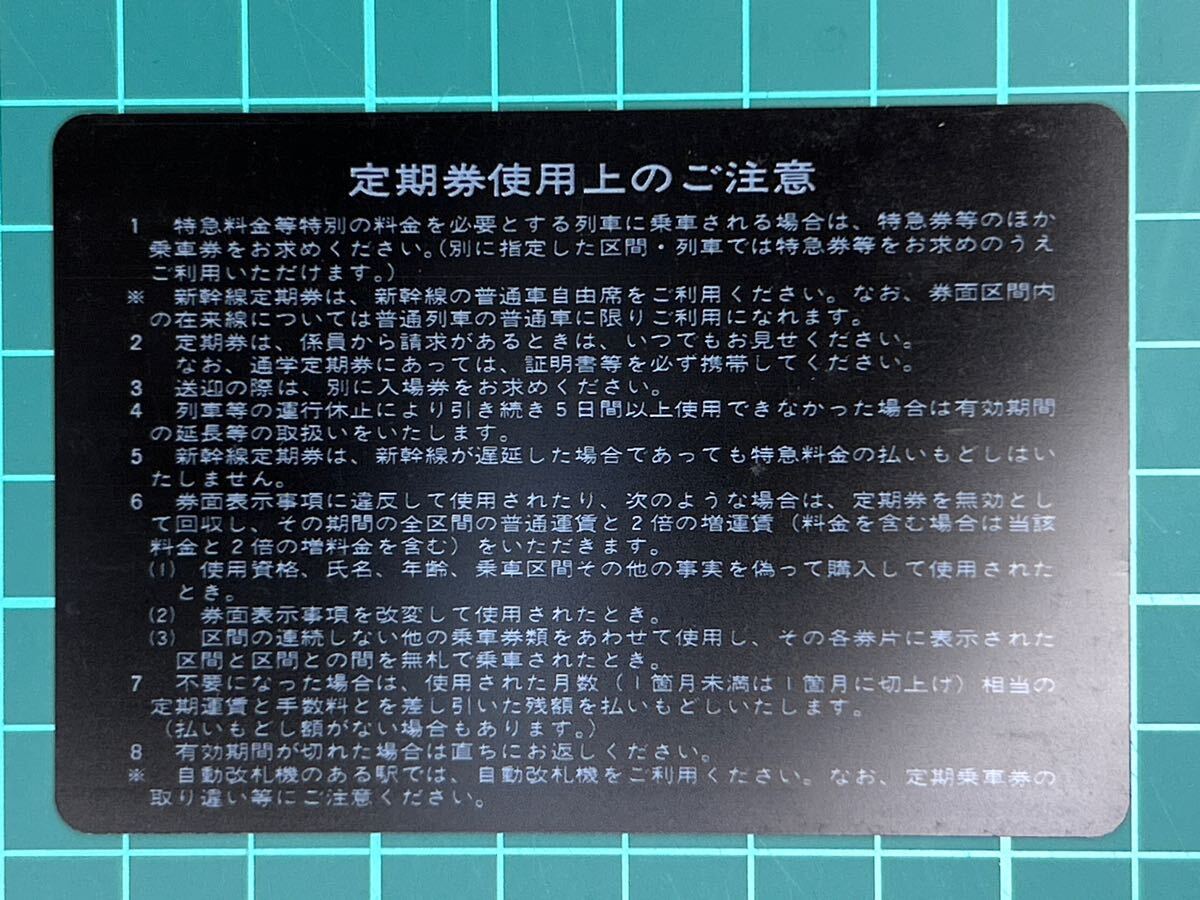 定期券使用上のご注意
1 特急料金等特別の料金を必要とする列車に乗車される場合は、特急券等のほか
乗車券をお求めください。(別に指定した区間・列車では特急券等をお求めのうえ
ご利用いただけます。)
※ 新幹線定期券は、新幹線の普通車自由席をご利用ください。なお、券面区間内
の在来線については普通列車の普通車に限りご利用になれます。
2 定期券は、係員から請求があるときは、いつでもお見せください。
なお、通学定期券にあっては、証明書等を必ず携帯してください。
3 送迎の際は、別に入場券をお求めください。
4 列車等の運行休止により引き続き5日間以上使用できなかった場合は有効期間
の延長等の取扱いをいたします。
5 新幹線定期券は、新幹線が遅延した場合であっても特急料金の払いもどしはい
たしません。
6 券面表示事項に違反して使用されたり、次のような場合は、定期券を無効とし
て回収し、その期間の全区間の普通運賃と2倍の増運賃(料金を含む場合は当該
料金と2倍の増料金を含む)をいただきます。
(1) 使用資格、氏名、年齢、乗車区間その他の事実を偽って購入して使用された
とき。
(2) 券面表示事項を改変して使用されたとき。
(3) 区間の連続しない他の乗車券類をあわせて使用し、その各券片に表示された
区間と区間との間を無札で乗車されたとき。
7 不要になった場合は、使用された月数(1箇月未満は1箇月に切上げ)相当の
定期運賃と手数料とを差し引いた残額を払いもどしいたします。
(払いもどし額がない場合もあります。)
8 有効期間が切れた場合は直ちにお返しください。
※ 自動改札機のある駅では、自動改札機をご利用ください。なお、定期乗車券の
取り違い等にご注意ください。